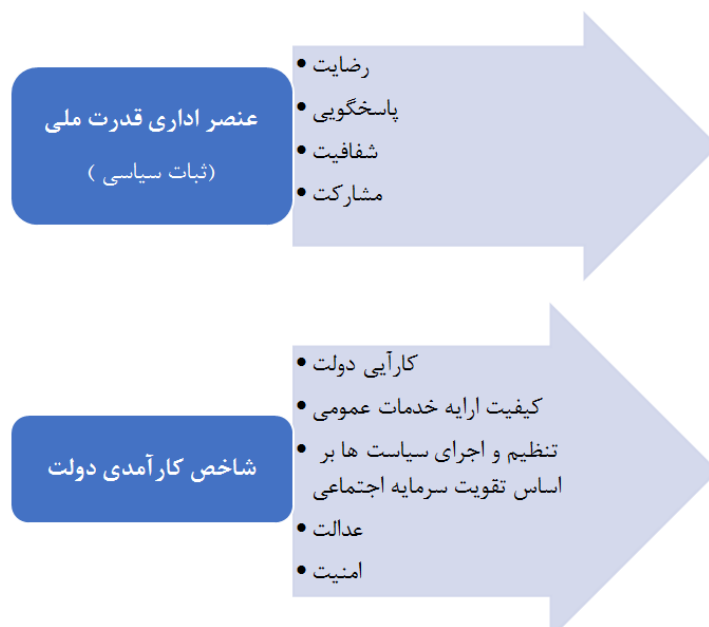 عنصر اداری قدرت ملی
(ثبات سیاسی )
• رضایت
• پاسخگویی
• شفافیت
• مشارکت
شاخص کارآمدی دولت
• کارآیی دولت
• کیفیت ارایه خدمات عمومی
• تنظیم و اجرای سیاست ها بر
اساس تقویت سرمایه اجتماعی
• عدالت
• امنیت